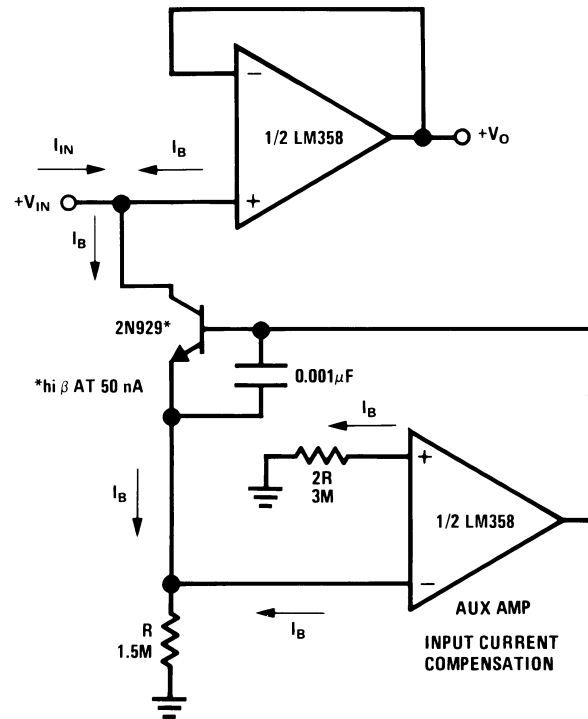 −
1/2 LM358
+VO
IIN
IB
+VIN
+
IB
2N929*
*hi β AT 50 nA
0.001μF
IB
+
2R
3M
1/2 LM358
IB
−
IB
AUX AMP
R
1.5M
INPUT CURRENT
COMPENSATION